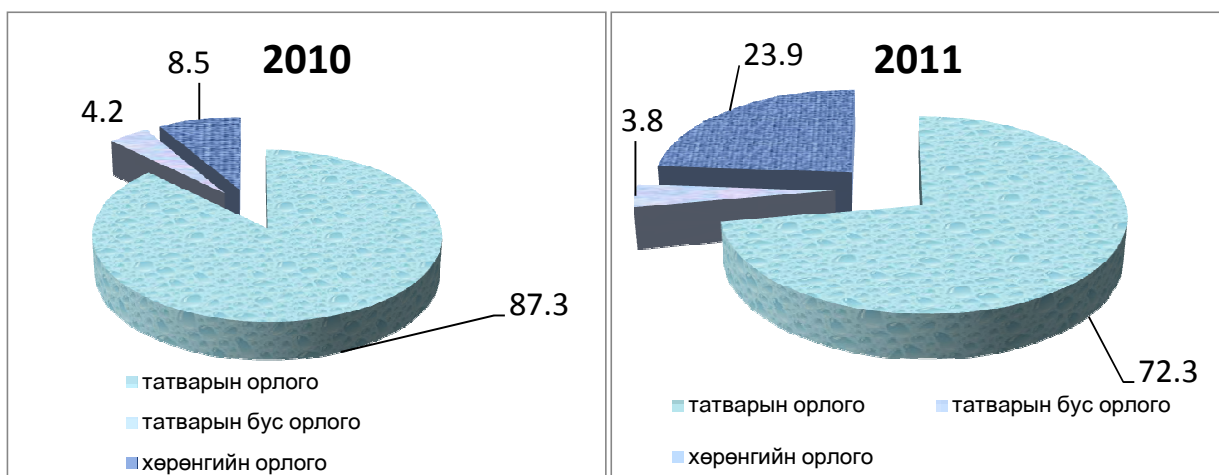 2010
8.5
4.2
87.3
татварын орлого
татварын бус орлого
хөрөнгийн орлого
2011
23.9
3.8
72.3
татварын орлого татварын бус орлого
хөрөнгийн орлого